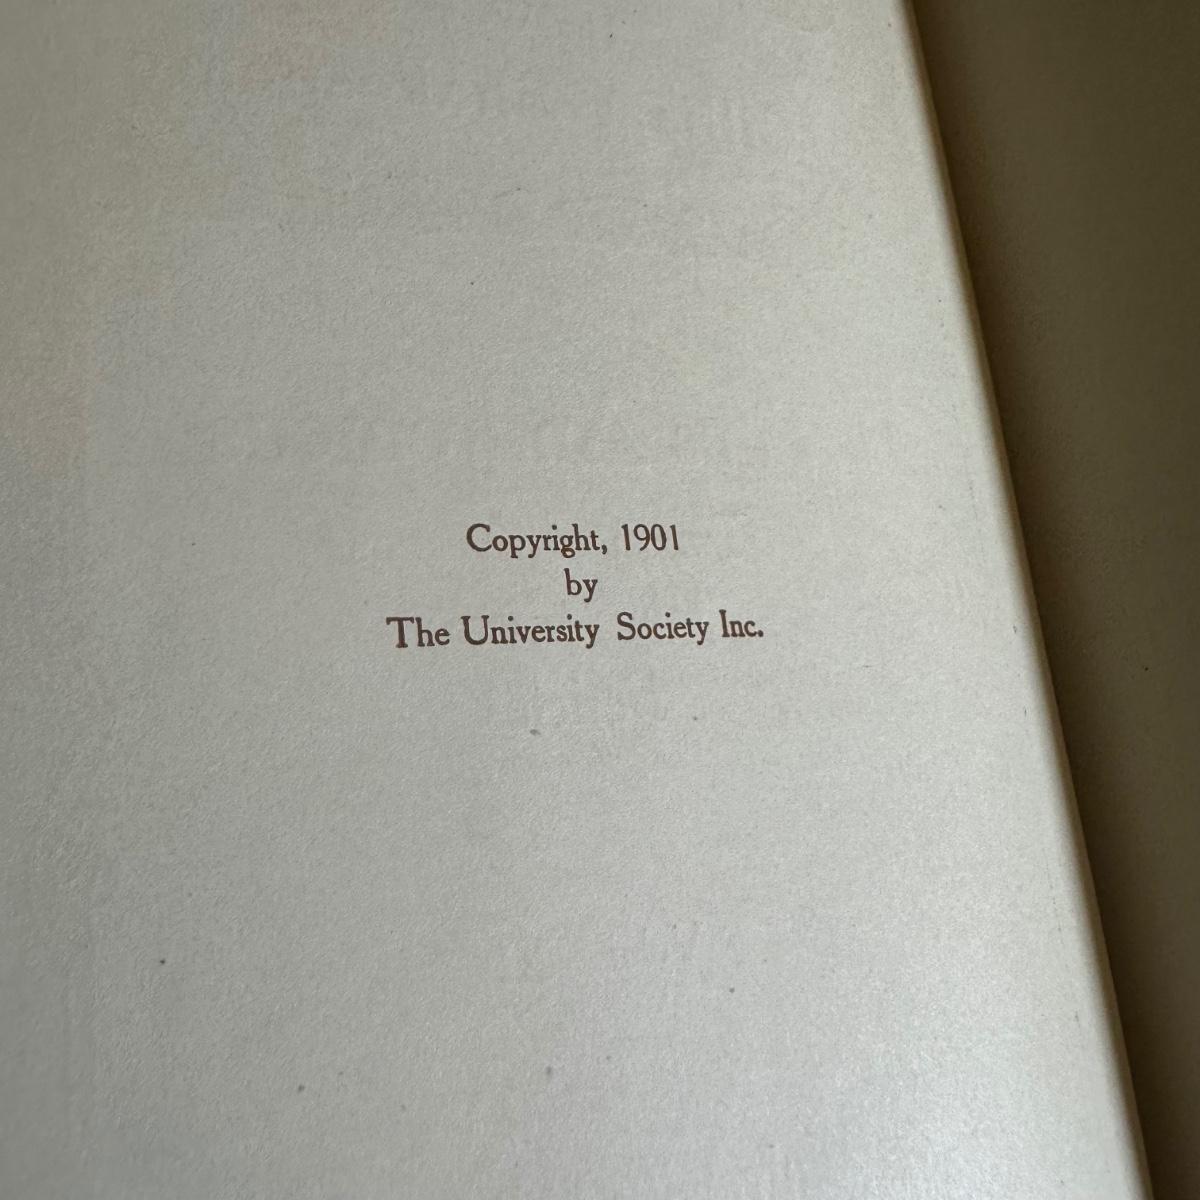 Copyright, 1901
by
The University Society Inc.